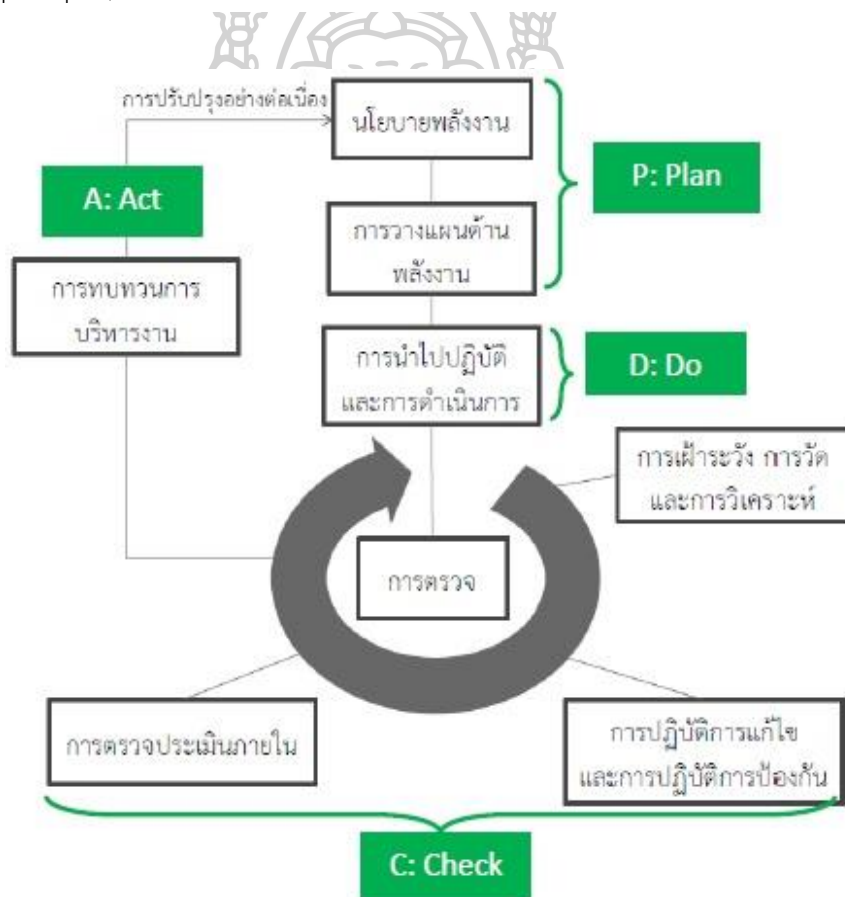 การปรับปรุงอย่างต่อเนื่อง
นโยบายพลังงาน
P: Plan
A: Act
การวางแผนด้าน
พลังงาน
การทบทวนการ
บริหารงาน
การนำไปปฏิบัติ
และการดำเนินการ
D: Do
การเฝ้าระวัง การวัด
และการวิเคราะห์
การตรวจ
การตรวจประเมินภายใน
การปฏิบัติการแก้ไข
และการปฏิบัติการป้องกัน
C: Check